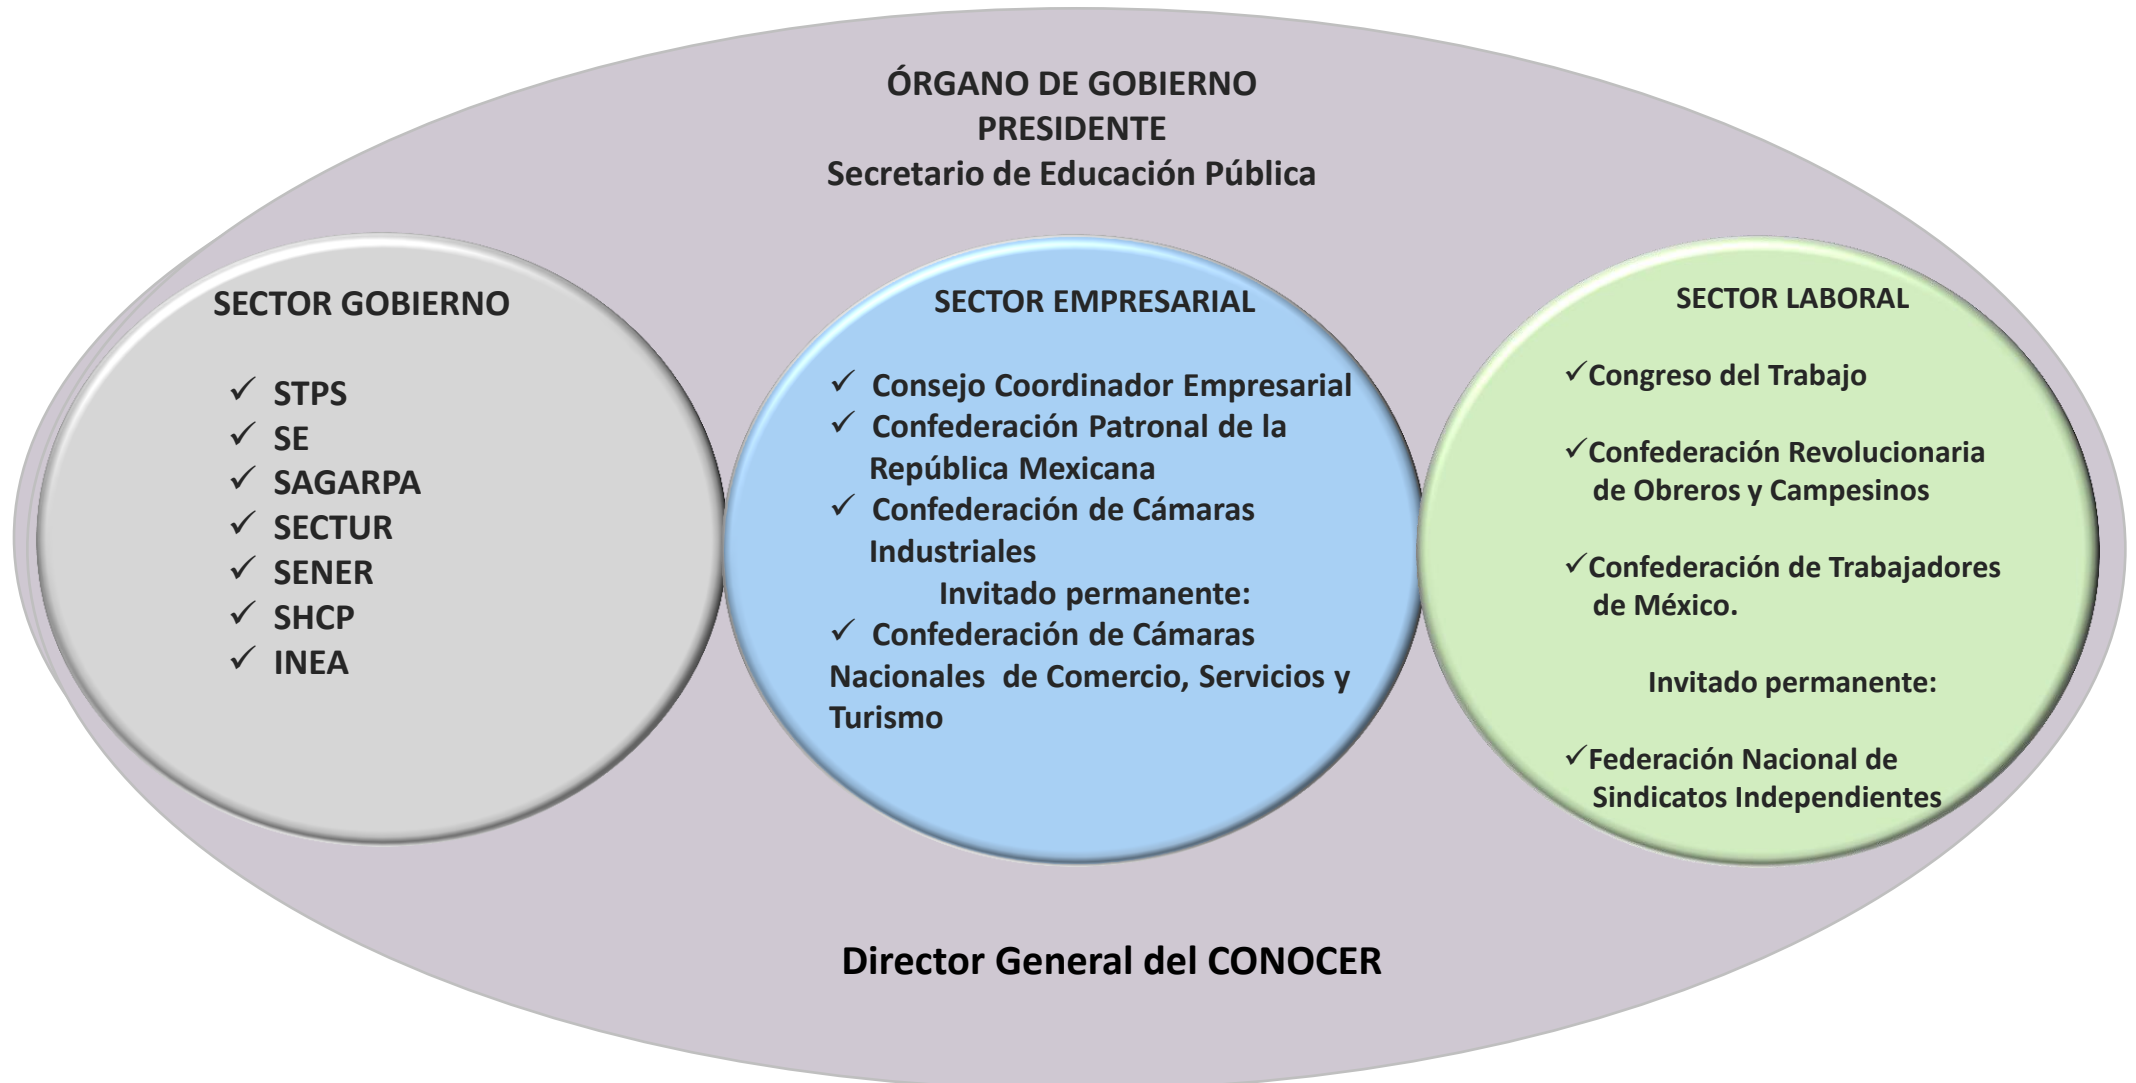 ÓRGANO DE GOBIERNO
PRESIDENTE
Secretario de Educación Pública
SECTOR GOBIERNO
✓ STPS
✓ SE
✓ SAGARPA
✓ SECTUR
✓ SENER
✓ SHCP
✓ INEA
SECTOR EMPRESARIAL
✓ Consejo Coordinador Empresarial
✓ Confederación Patronal de la
República Mexicana
✓ Confederación de Cámaras
Industriales
Invitado permanente:
✓ Confederación de Cámaras
Nacionales de Comercio, Servicios y
Turismo
SECTOR LABORAL
✓Congreso del Trabajo
✓Confederación Revolucionaria
de Obreros y Campesinos
✓Confederación de Trabajadores
de México.
Invitado permanente:
✓Federación Nacional de
Sindicatos Independientes
Director General del CONOCER